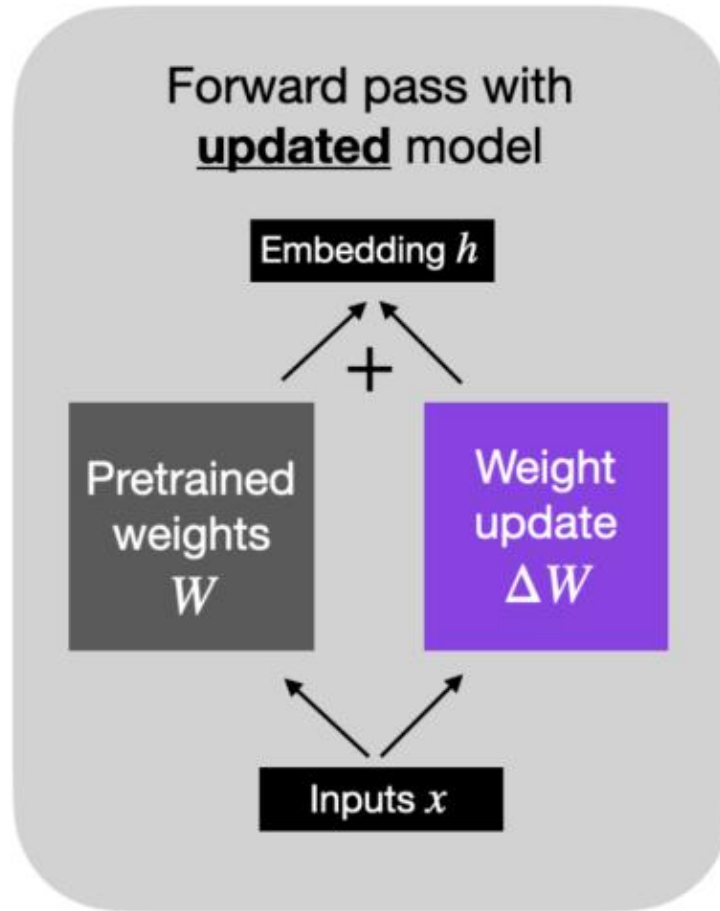 Forward pass with
updated model
Embedding h
+
Pretrained
weights
W
Weight
update
ΔW
Inputs x